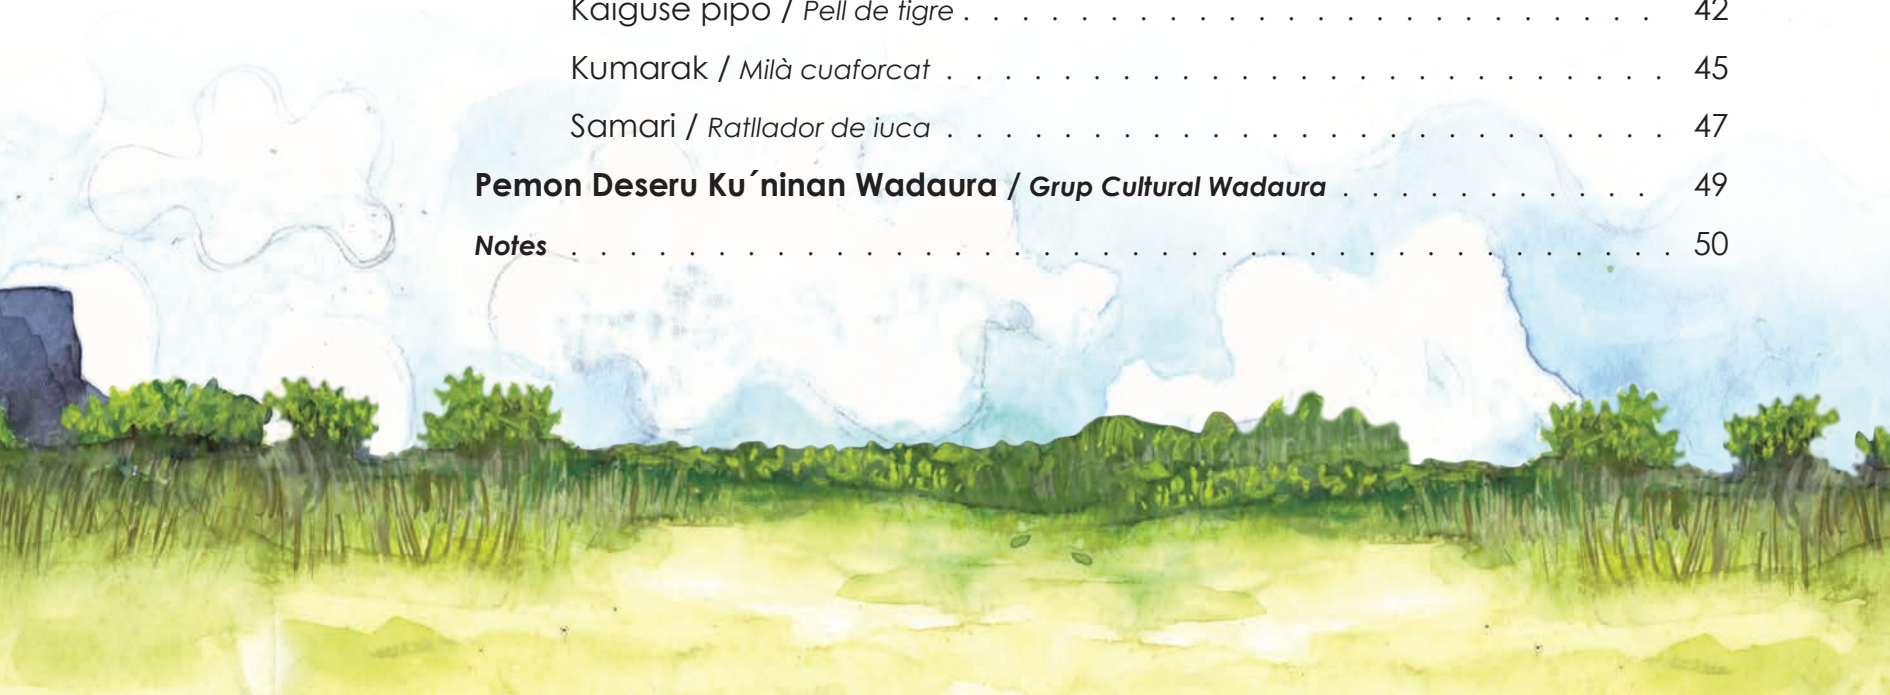 Kaiguse pipo / Pell de tigre . . . . . . . . . . . . . . . . . . . . . . . . 42
Kumarak / Milà cuaforcat . . . . . . . . . . . . . . . . . . . . . . . . . 45
Samari / Ratllador de iuca . . . . . . . . . . . . . . . . . . . . . . . . . 47
Pemon Deseru Ku´ninan Wadaura / Grup Cultural Wadaura . . . . . . . . . . . 49
Notes . . . . . . . . . . . . . . . . . . . . . . . . . . . . . . . . . . . . . . 50